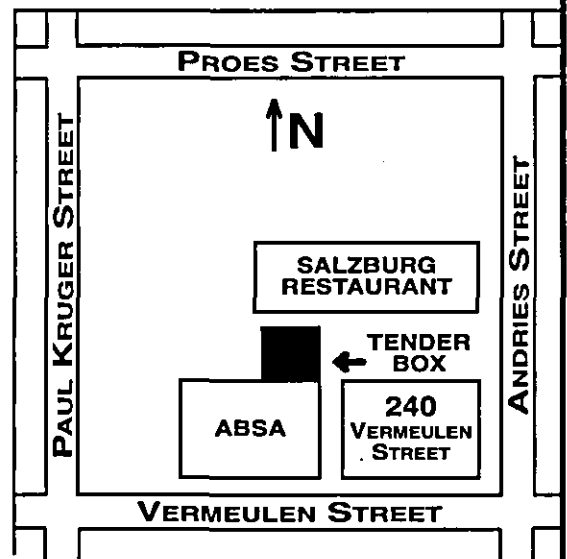 PROES STREET
N
PAUL KRUGER STREET
ANDRIES STREET
SALZBURG
RESTAURANT
TENDER
BOX
ABSA
240
VERMEULEN
STREET
VERMEULEN STREET